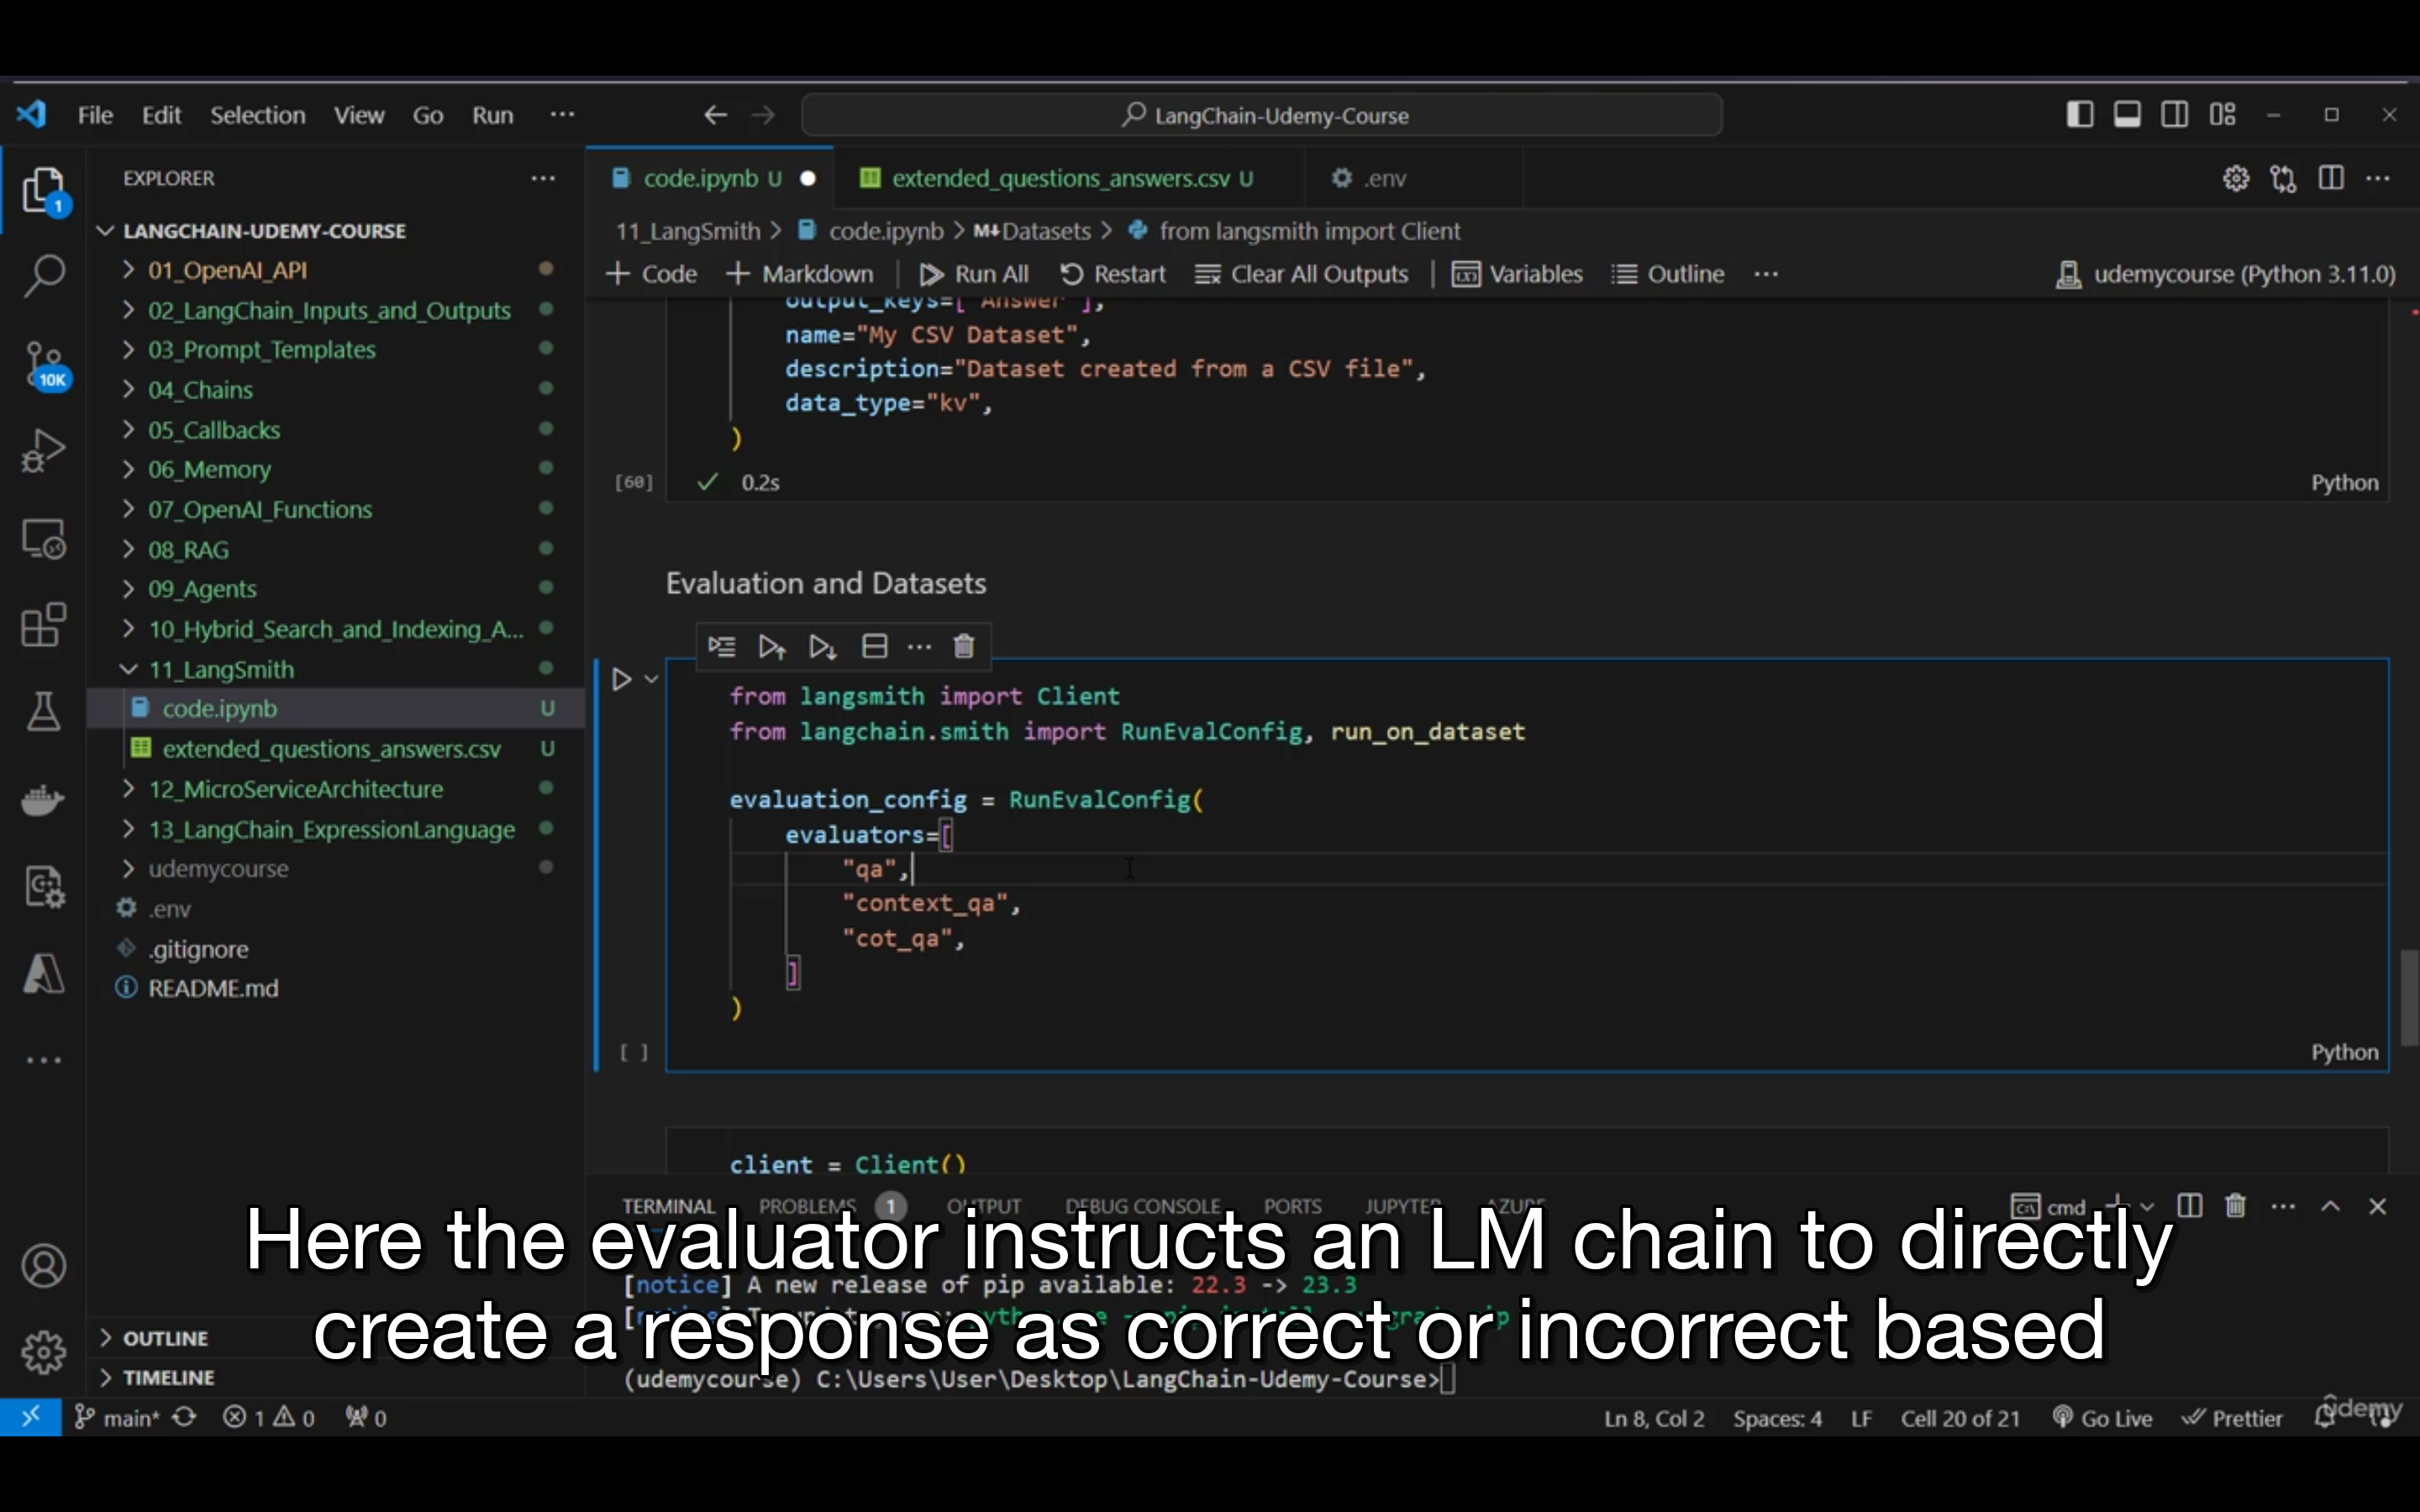 File Edit Selection View Go Run ···
LangChain-Udemy-Course
EXPLORER
1
10K
LANGCHAIN-UDEMY-COURSE
01_OpenAI_API
02_LangChain_Inputs_and_Outputs
03_Prompt_Templates
04_Chains
05_Callbacks
06_Memory
07_OpenAI_Functions
08_RAG
09_Agents
10_Hybrid_Search_and_Indexing_A...
11_LangSmith
code.ipynb U
extended_questions_answers.csv U
12_MicroServiceArchitecture
13_LangChain_ExpressionLanguage
udemycourse
.env
.gitignore
README.md
OUTLINE
TIMELINE
code.ipynb U extended_questions_answers.csv U .env
11_LangSmith > code.ipynb > M↓Datasets > from langsmith import Client
+ Code + Markdown Run All Restart Clear All Outputs Variables Outline ··· udemycourse (Python 3.11.0)
output_keys=["Answer"],
name="My CSV Dataset",
description="Dataset created from a CSV file",
data_type="kv",
)
[60] ✓ 0.2s Python
Evaluation and Datasets
from langsmith import Client
from langchain.smith import RunEvalConfig, run_on_dataset
evaluation_config = RunEvalConfig(
evaluators=[
"qa",
"context_qa",
"cot_qa",
]
)
[ ] Python
client = Client()
TERMINAL PROBLEMS 1 OUTPUT DEBUG CONSOLE PORTS JUPYTER AZURE cmd
Here the evaluator instructs an LM chain to directly
create a response as correct or incorrect based
[notice] A new release of pip available: 22.3 -> 23.3
(udemycourse) C:\Users\User\Desktop\LangChain-Udemy-Course>
main* 1 0 0 Ln 8, Col 2 Spaces: 4 LF Cell 20 of 21 Go Live Prettier
ûdemy